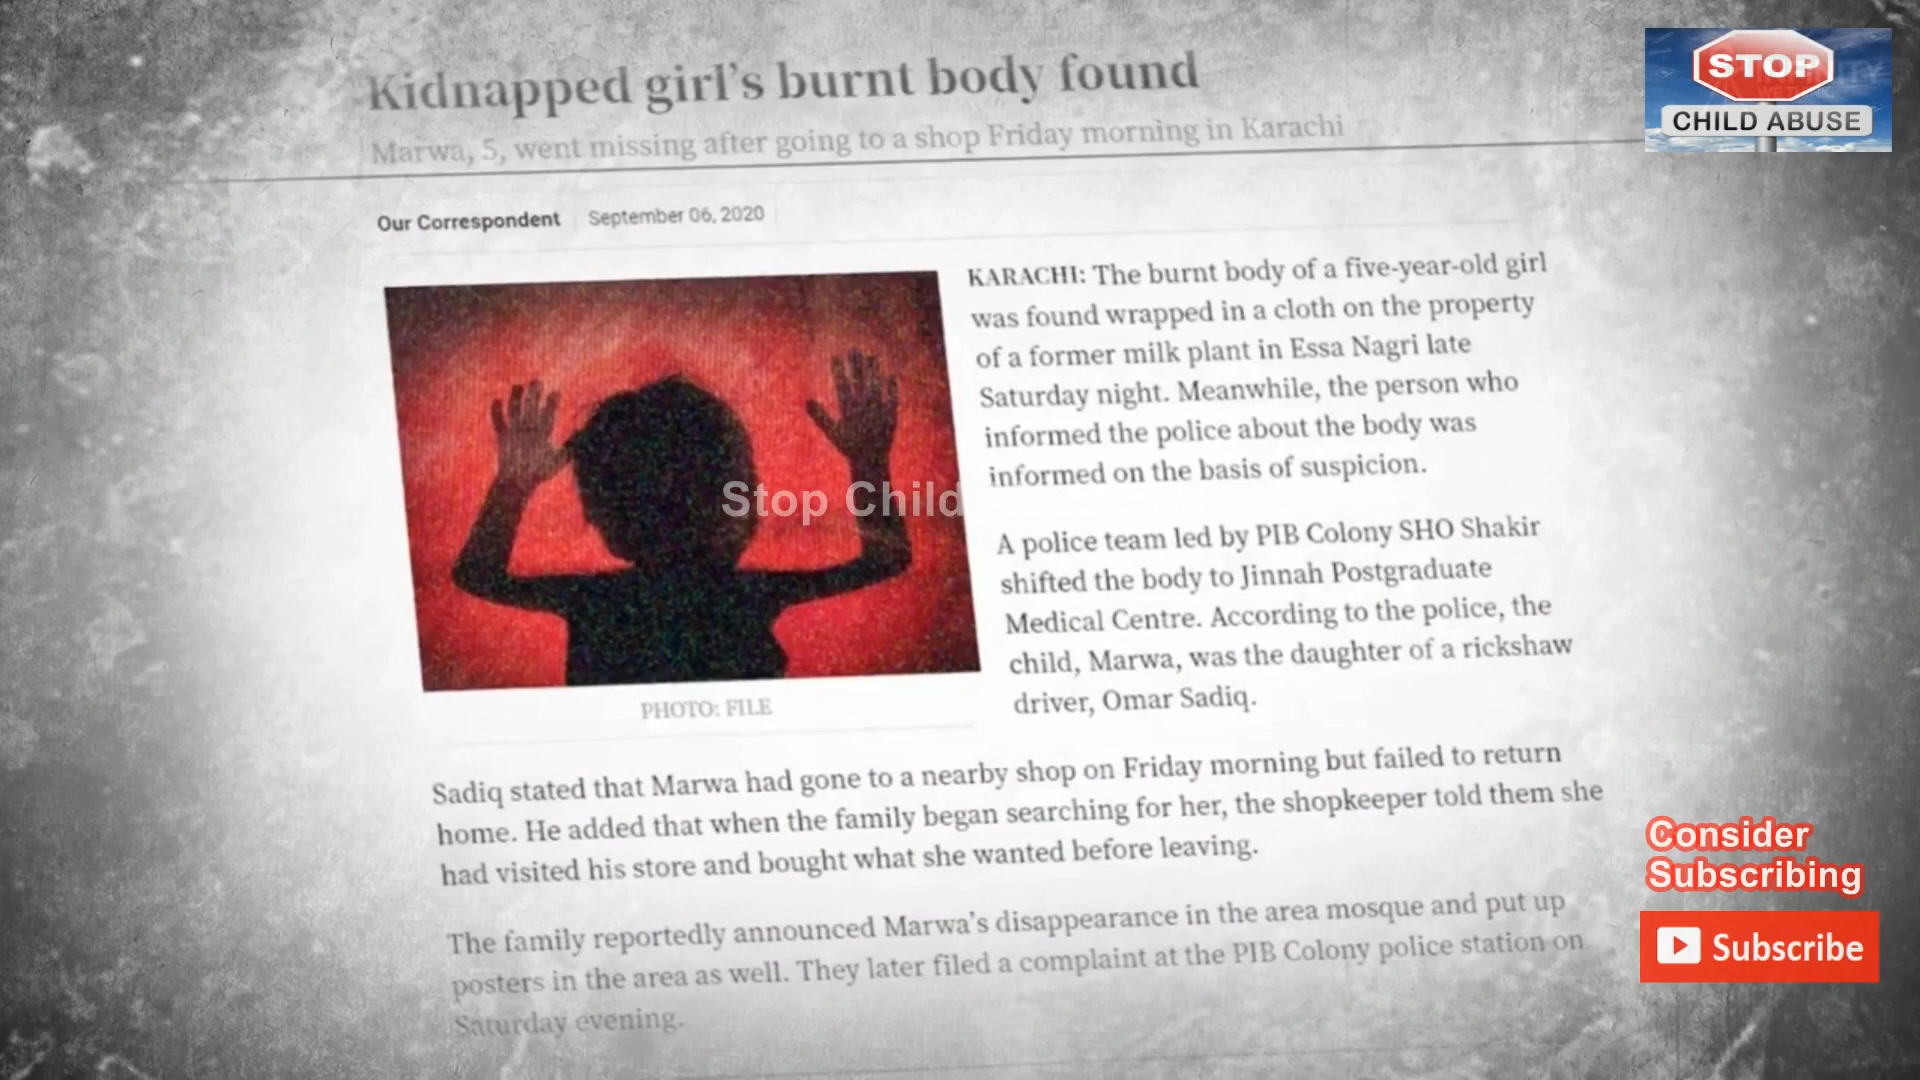 Kidnapped girl's burnt body found
Marwa, 5, went missing after going to a shop Friday morning in Karachi
STOP
CHILD ABUSE
Our Correspondent September 06, 2020
KARACHI: The burnt body of a five-year-old girl
was found wrapped in a cloth on the property
of a former milk plant in Essa Nagri late
Saturday night. Meanwhile, the person who
informed the police about the body was
informed on the basis of suspicion.
Stop Child
A police team led by PIB Colony SHO Shakir
shifted the body to Jinnah Postgraduate
Medical Centre. According to the police, the
child, Marwa, was the daughter of a rickshaw
driver, Omar Sadiq.
PHOTO: FILE
Sadiq stated that Marwa had gone to a nearby shop on Friday morning but failed to return
home. He added that when the family began searching for her, the shopkeeper told them she
had visited his store and bought what she wanted before leaving.
The family reportedly announced Marwa's disappearance in the area mosque and put up
posters in the area as well. They later filed a complaint at the PIB Colony police station on
Saturday evening.
Consider
Subscribing
Subscribe